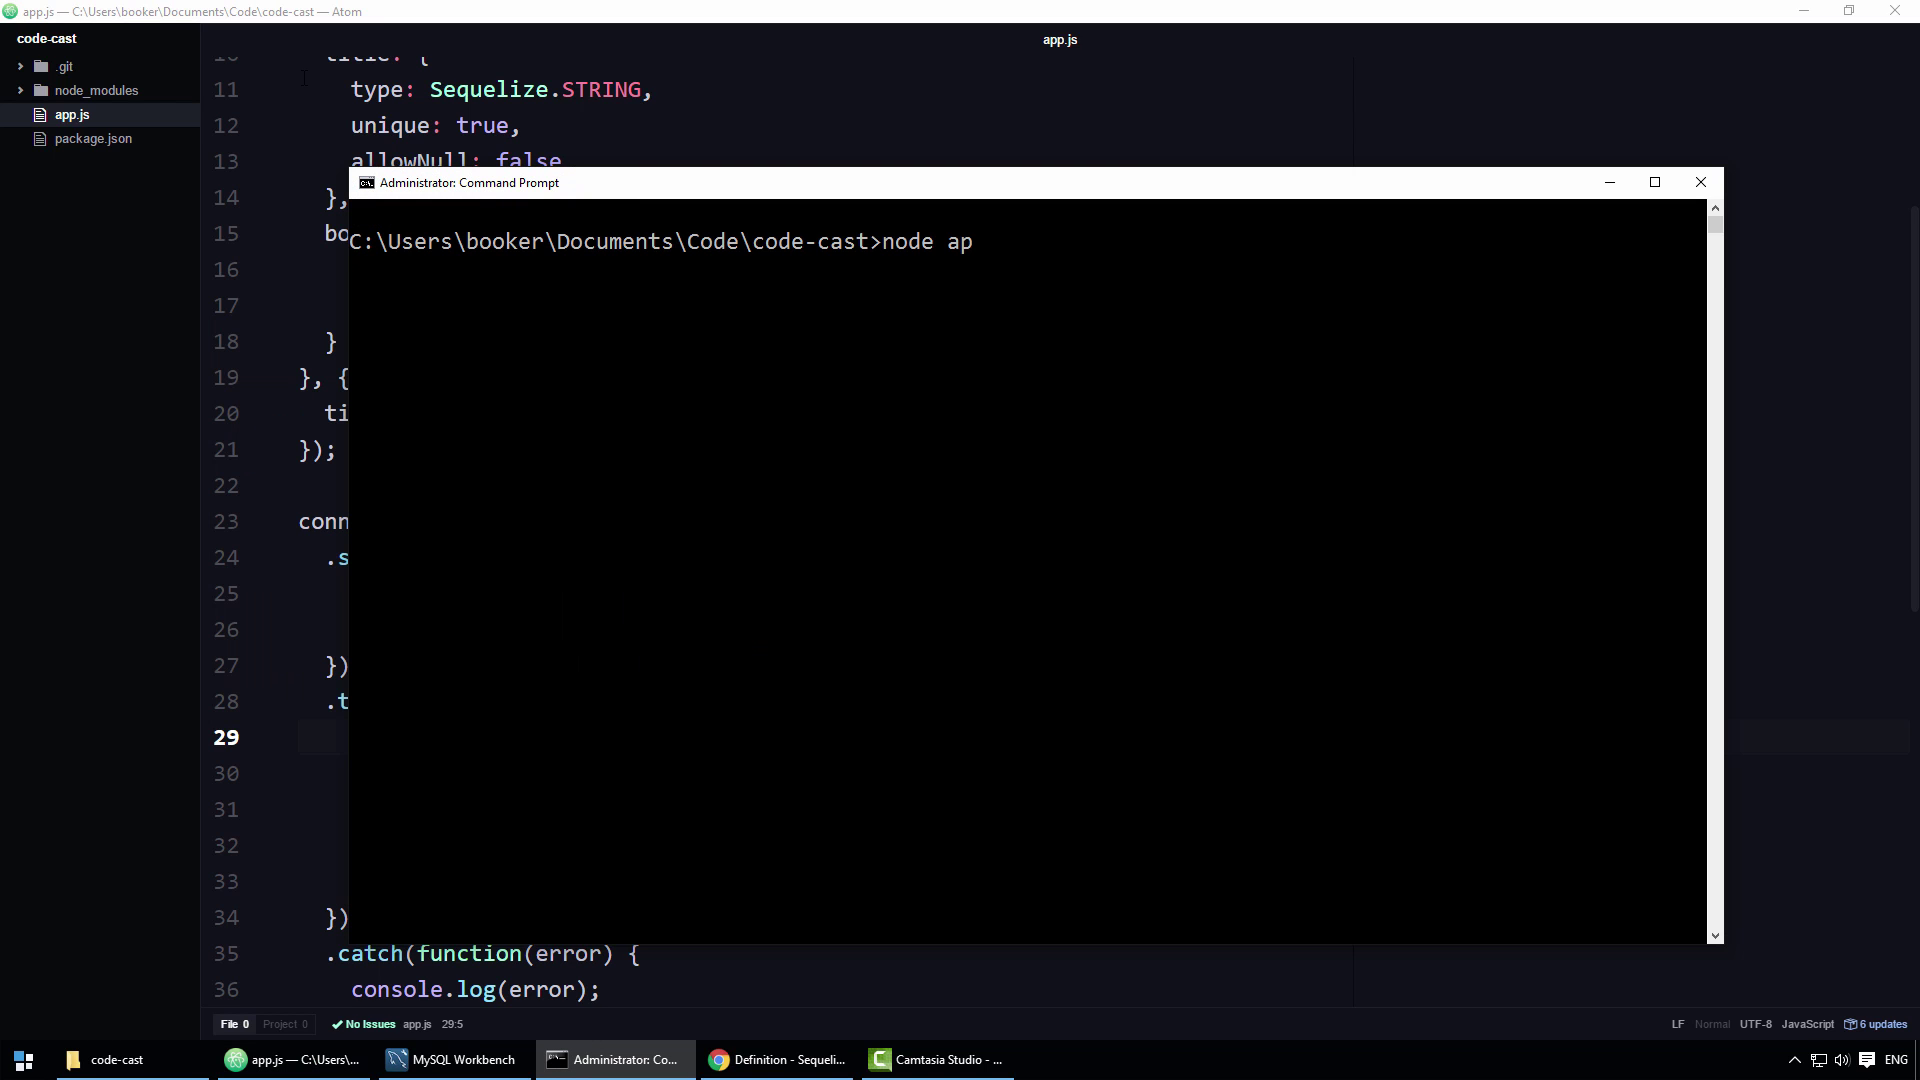 app.js — C:\Users\booker\Documents\Code\code-cast — Atom
code-cast
.git
node_modules
app.js
package.json
app.js
10 title: {
11 type: Sequelize.STRING,
12 unique: true,
13 allowNull: false
14 },
15 bo
16
17
18 }
19 }, {
20 ti
21 });
22
23 conn
24 .s
25
26
27 })
28 .t
29
30
31
32
33
34 })
35 .catch(function(error) {
36 console.log(error);
Administrator: Command Prompt
C:\Users\booker\Documents\Code\code-cast>node ap
File 0 Project 0 No Issues app.js 29:5
LF Normal UTF-8 JavaScript 6 updates
code-cast
app.js — C:\Users\...
MySQL Workbench
Administrator: Co...
Definition - Sequeli...
Camtasia Studio - ...
ENG